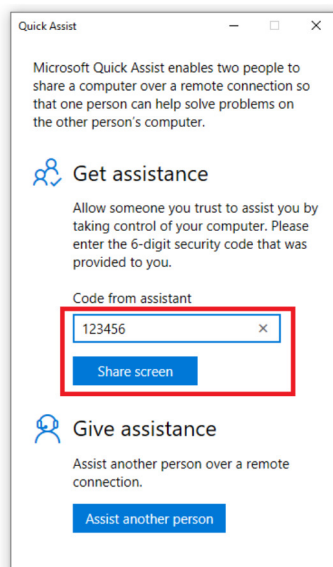 Quick Assist
Microsoft Quick Assist enables two people to
share a computer over a remote connection so
that one person can help solve problems on
the other person's computer.
Get assistance
Allow someone you trust to assist you by
taking control of your computer. Please
enter the 6-digit security code that was
provided to you.
Code from assistant
123456
Share screen
Give assistance
Assist another person over a remote
connection.
Assist another person